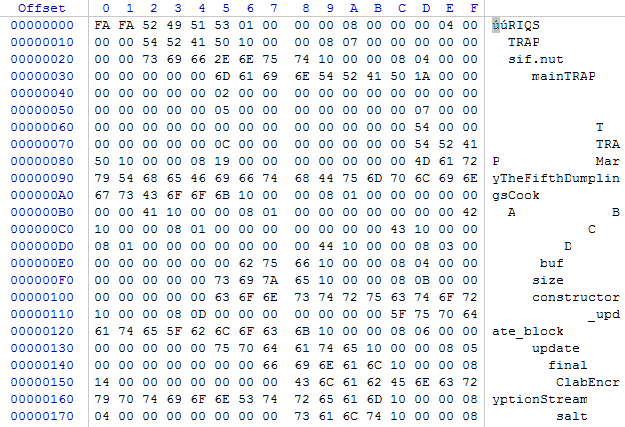 Offset 0 1 2 3 4 5 6 7 8 9 A B C D E F
00000000 FA FA 52 49 51 53 01 00 00 00 08 00 00 00 04 00 úúRIQS
00000010 00 00 54 52 41 50 10 00 00 08 07 00 00 00 00 00 TRAP
00000020 00 00 73 69 66 2E 6E 75 74 10 00 00 08 04 00 00 sif.nut
00000030 00 00 00 00 00 6D 61 69 6E 54 52 41 50 1A 00 00 mainTRAP
00000040 00 00 00 00 00 02 00 00 00 00 00 00 00 00 00 00
00000050 00 00 00 00 00 05 00 00 00 00 00 00 00 07 00 00
00000060 00 00 00 00 00 00 00 00 00 00 00 00 00 54 00 00 T
00000070 00 00 00 00 00 0C 00 00 00 00 00 00 00 54 52 41 TRA
00000080 50 10 00 00 08 19 00 00 00 00 00 00 00 4D 61 72 P Mar
00000090 79 54 68 65 46 69 66 74 68 44 75 6D 70 6C 69 6E yTheFifthDumplin
000000A0 67 73 43 6F 6F 6B 10 00 00 08 01 00 00 00 00 00 gsCook
000000B0 00 00 41 10 00 00 08 01 00 00 00 00 00 00 00 42 A B
000000C0 10 00 00 08 01 00 00 00 00 00 00 00 43 10 00 00 C
000000D0 08 01 00 00 00 00 00 00 00 44 10 00 00 08 03 00 D
000000E0 00 00 00 00 00 00 62 75 66 10 00 00 08 04 00 00 buf
000000F0 00 00 00 00 00 73 69 7A 65 10 00 00 08 0B 00 00 size
00000100 00 00 00 00 00 63 6F 6E 73 74 72 75 63 74 6F 72 constructor
00000110 10 00 00 08 0D 00 00 00 00 00 00 00 5F 75 70 64 _upd
00000120 61 74 65 5F 62 6C 6F 63 6B 10 00 00 08 06 00 00 ate_block
00000130 00 00 00 00 00 75 70 64 61 74 65 10 00 00 08 05 update
00000140 00 00 00 00 00 00 00 66 69 6E 61 6C 10 00 00 08 final
00000150 14 00 00 00 00 00 00 00 43 6C 61 62 45 6E 63 72 ClabEncr
00000160 79 70 74 69 6F 6E 53 74 72 65 61 6D 10 00 00 08 yptionStream
00000170 04 00 00 00 00 00 00 00 73 61 6C 74 10 00 00 08 salt